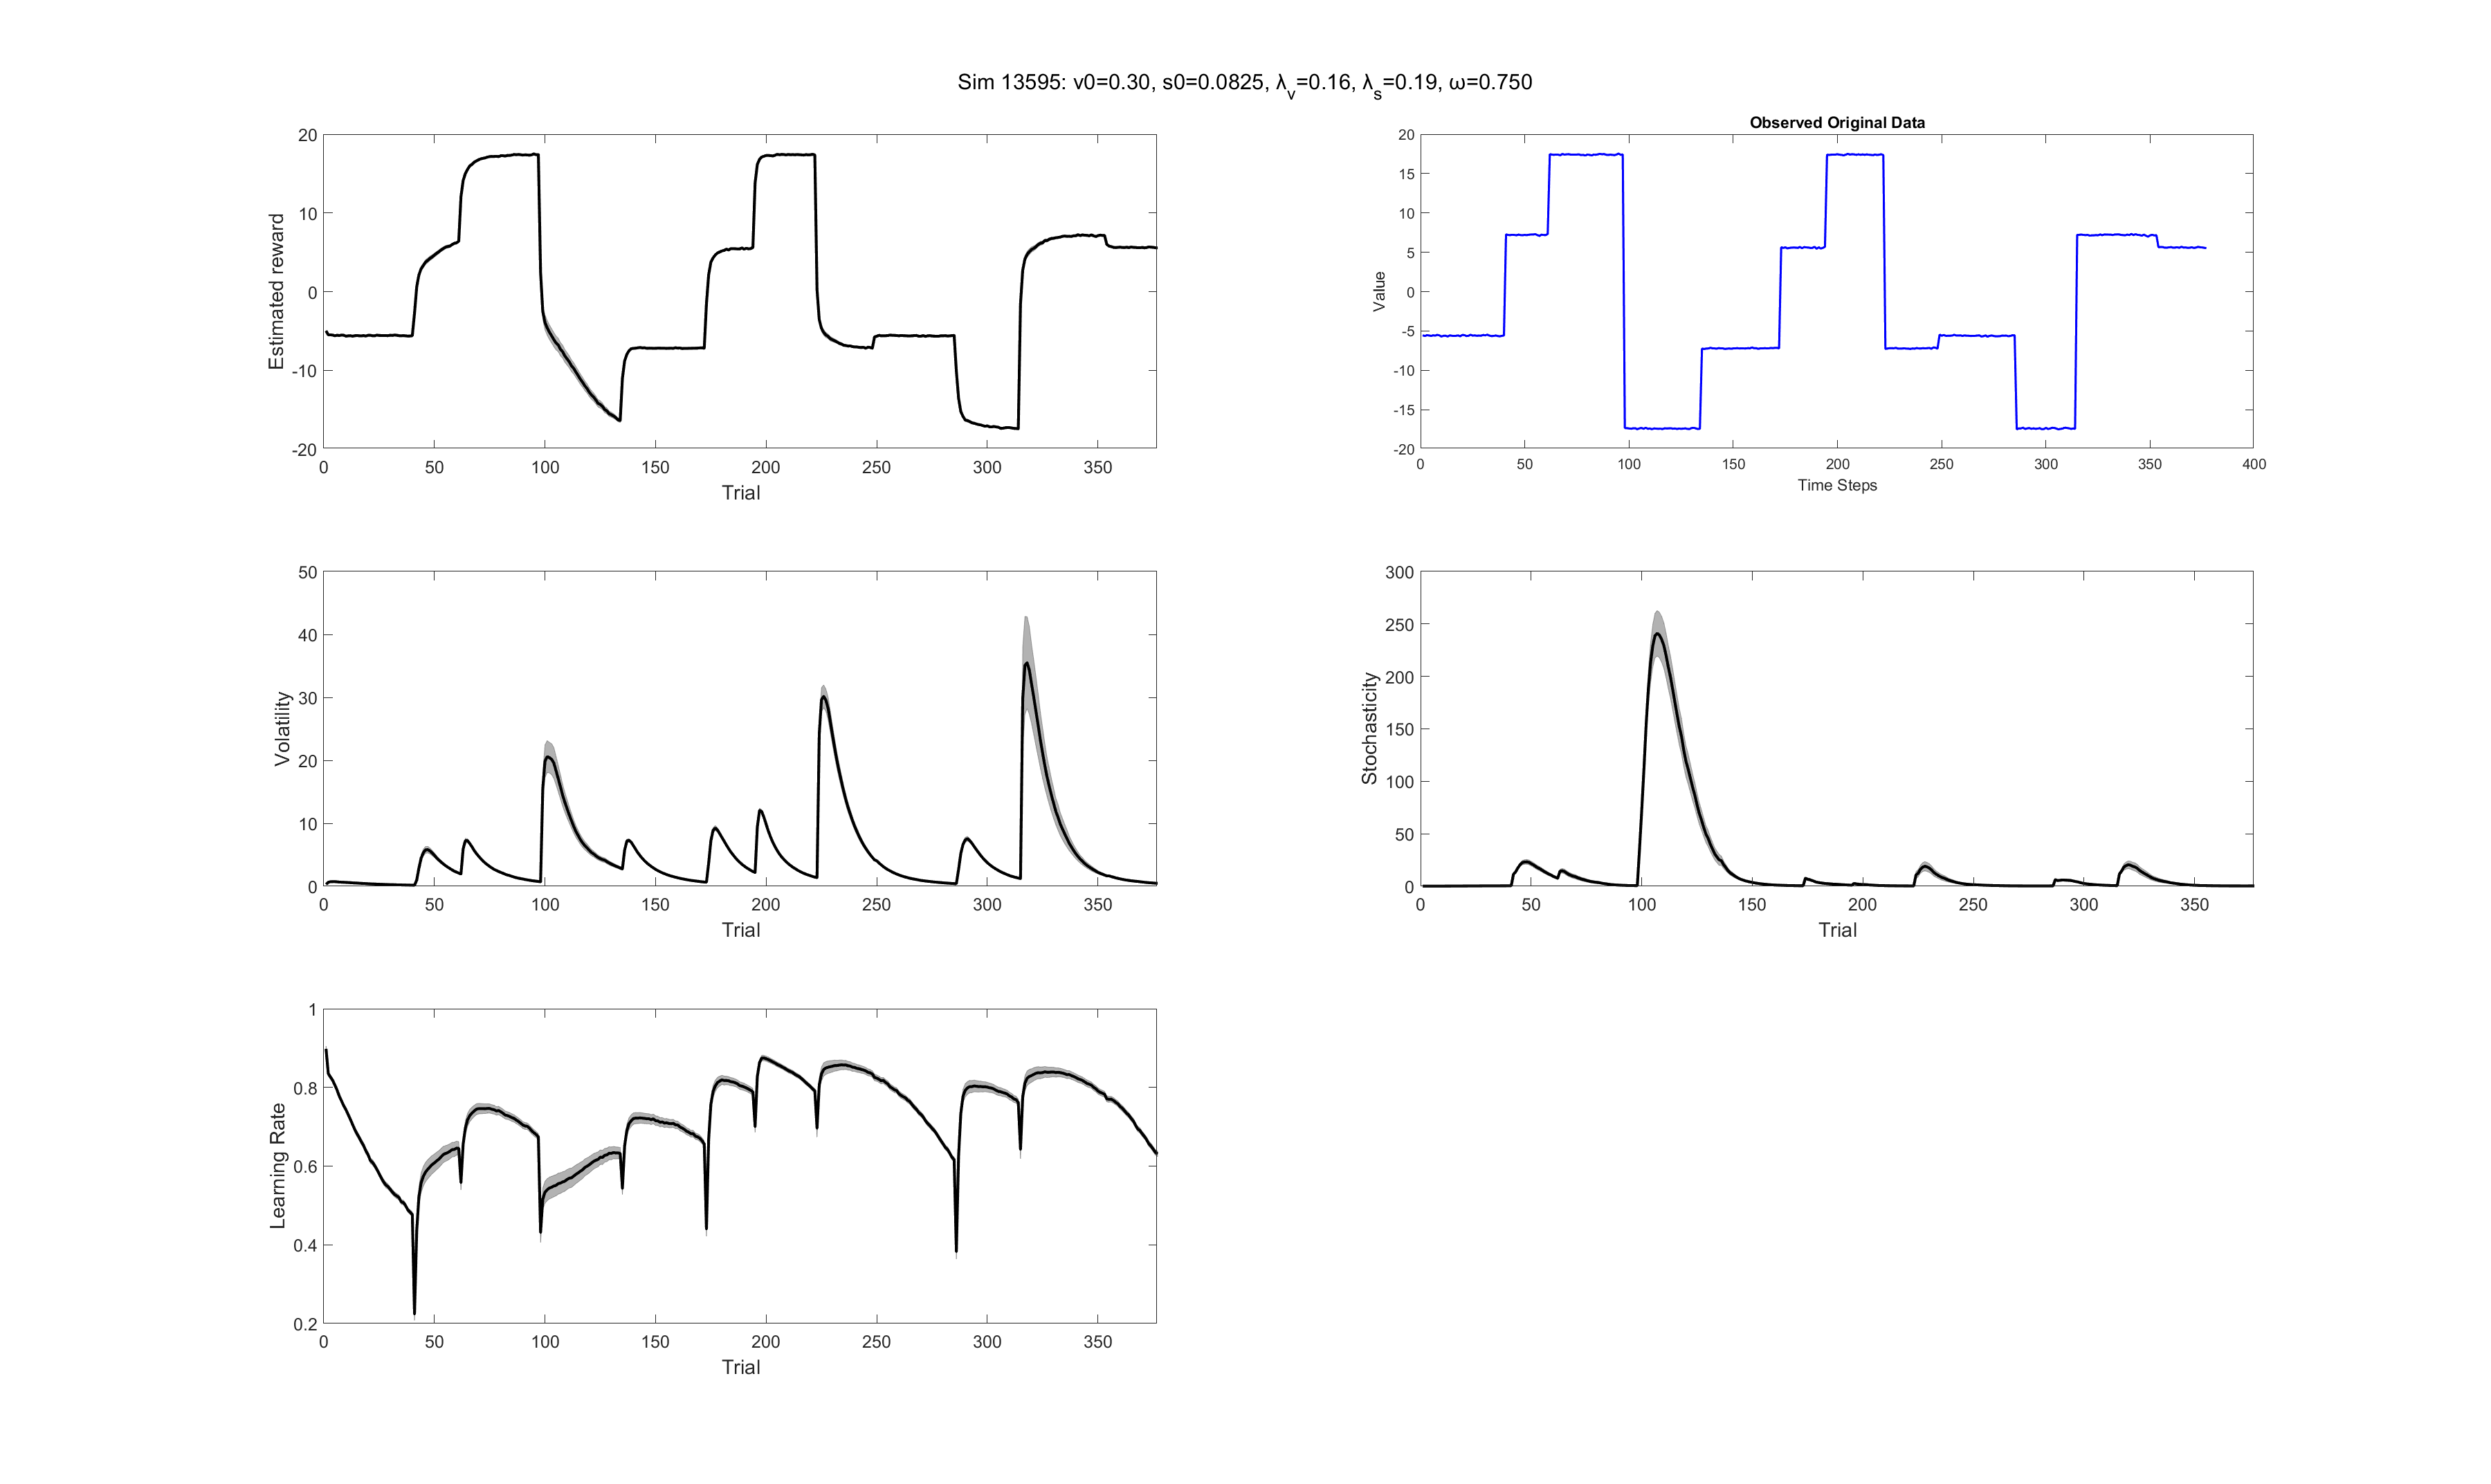 Sim 13595: v0=0.30, s0=0.0825, λ_v=0.16, λ_s=0.19, ω=0.750
20
10
0
-10
-20
Estimated reward
0 50 100 150 200 250 300 350
Trial
Observed Original Data
20
15
10
5
0
-5
-10
-15
-20
Value
0 50 100 150 200 250 300 350 400
Time Steps
50
40
30
20
10
0
Volatility
0 50 100 150 200 250 300 350
Trial
300
250
200
150
100
50
0
Stochasticity
0 50 100 150 200 250 300 350
Trial
1
0.8
0.6
0.4
0.2
Learning Rate
0 50 100 150 200 250 300 350
Trial